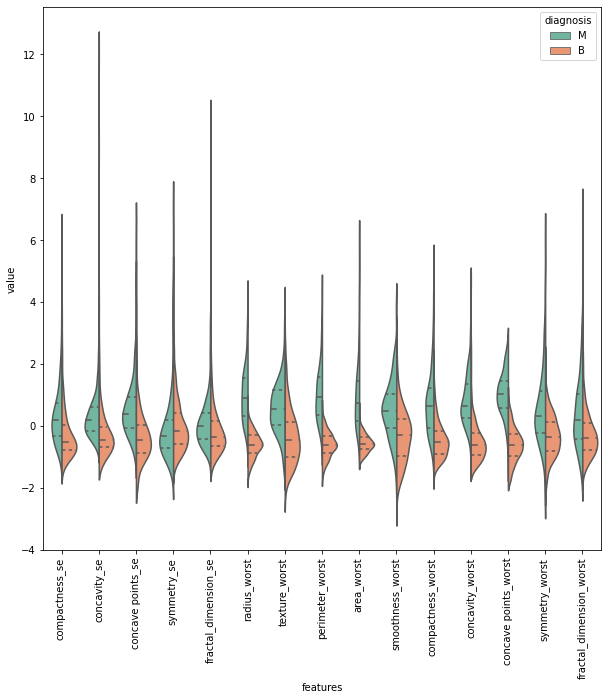 diagnosis
M
B
12
10
8
6
4
2
0
−2
−4
value
compactness_se
concavity_se
concave points_se
symmetry_se
fractal_dimension_se
radius_worst
texture_worst
perimeter_worst
area_worst
smoothness_worst
compactness_worst
concavity_worst
concave points_worst
symmetry_worst
fractal_dimension_worst
features